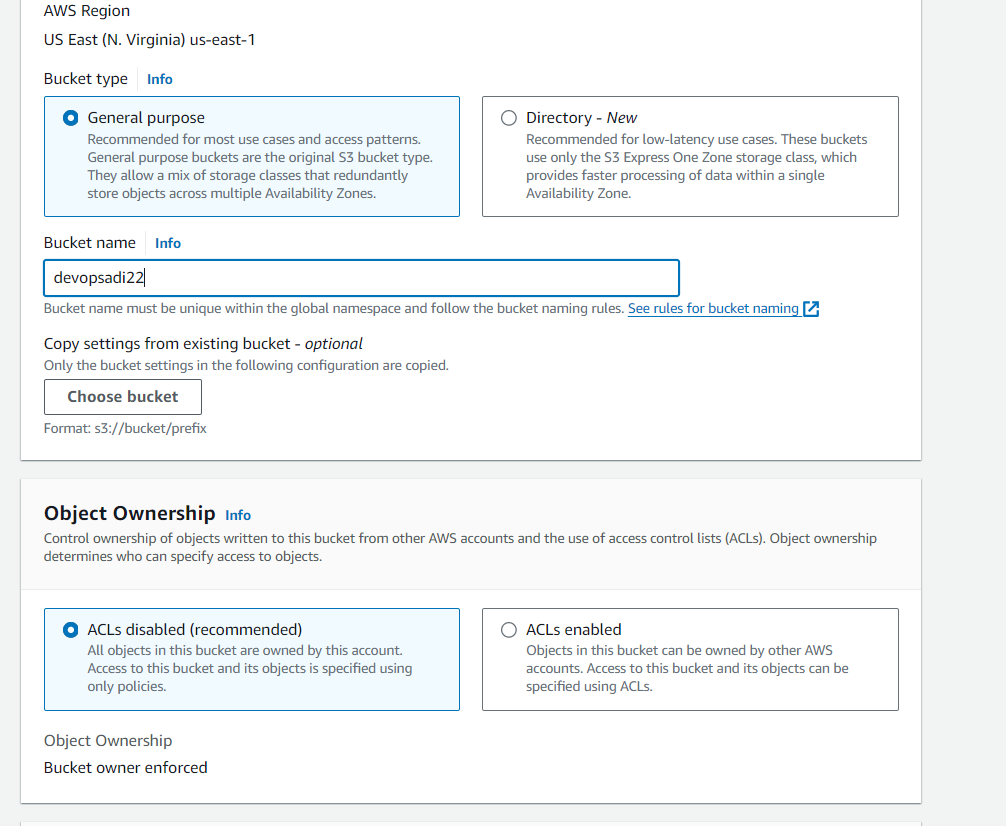 AWS Region
US East (N. Virginia) us-east-1
Bucket type Info
General purpose
Recommended for most use cases and access patterns.
General purpose buckets are the original S3 bucket type.
They allow a mix of storage classes that redundantly
store objects across multiple Availability Zones.
Directory - New
Recommended for low-latency use cases. These buckets
use only the S3 Express One Zone storage class, which
provides faster processing of data within a single
Availability Zone.
Bucket name Info
devopsadi22
Bucket name must be unique within the global namespace and follow the bucket naming rules. See rules for bucket naming
Copy settings from existing bucket - optional
Only the bucket settings in the following configuration are copied.
Choose bucket
Format: s3://bucket/prefix
Object Ownership Info
Control ownership of objects written to this bucket from other AWS accounts and the use of access control lists (ACLs). Object ownership
determines who can specify access to objects.
ACLs disabled (recommended)
All objects in this bucket are owned by this account.
Access to this bucket and its objects is specified using
only policies.
ACLs enabled
Objects in this bucket can be owned by other AWS
accounts. Access to this bucket and its objects can be
specified using ACLs.
Object Ownership
Bucket owner enforced